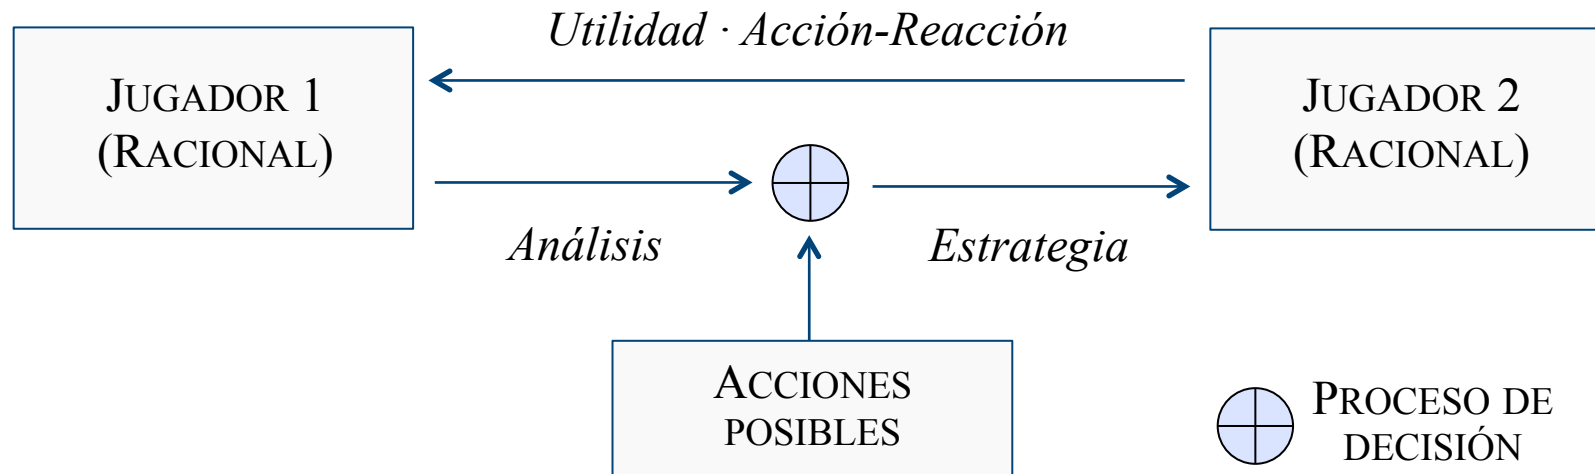 Utilidad · Acción-Reacción
JUGADOR 1
(RACIONAL)
JUGADOR 2
(RACIONAL)
Análisis
Estrategia
ACCIONES
POSIBLES
PROCESO DE
DECISIÓN